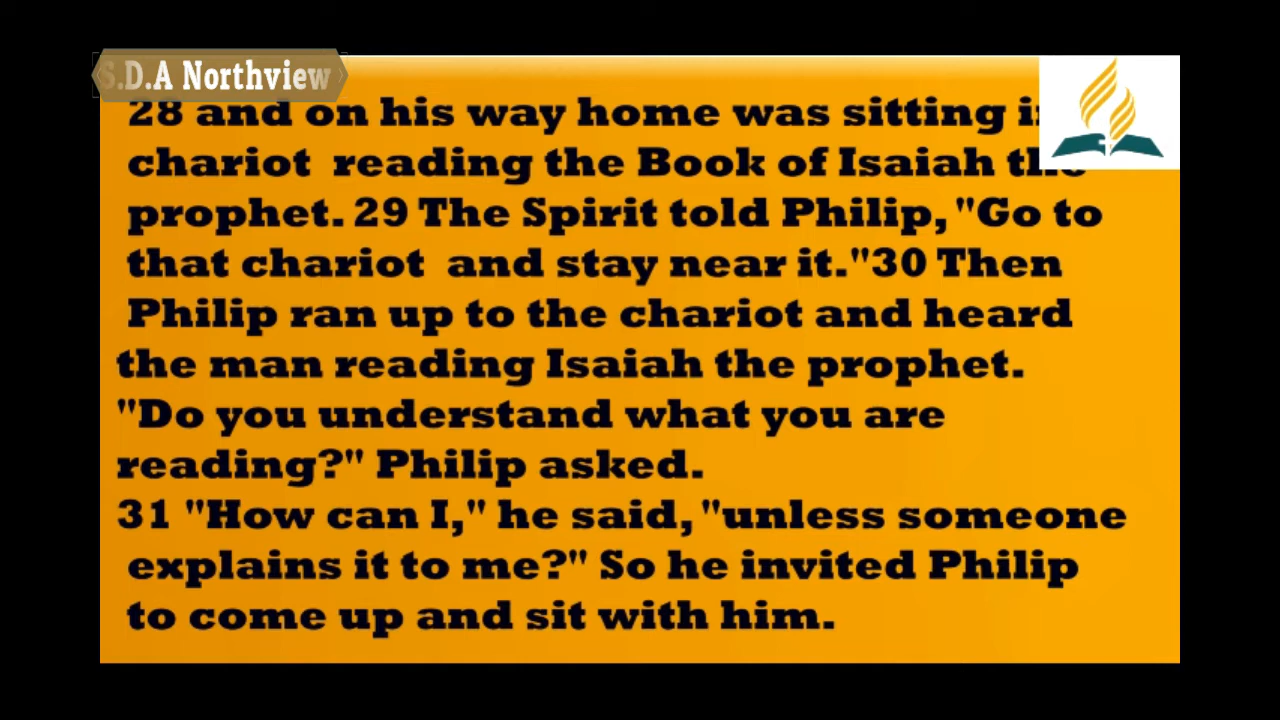 S.D.A Northview
28 and on his way home was sitting
chariot reading the Book of Isaiah the
prophet. 29 The Spirit told Philip, "Go to
that chariot and stay near it."30 Then
Philip ran up to the chariot and heard
the man reading Isaiah the prophet.
"Do you understand what you are
reading?" Philip asked.
31 "How can I," he said, "unless someone
explains it to me?" So he invited Philip
to come up and sit with him.